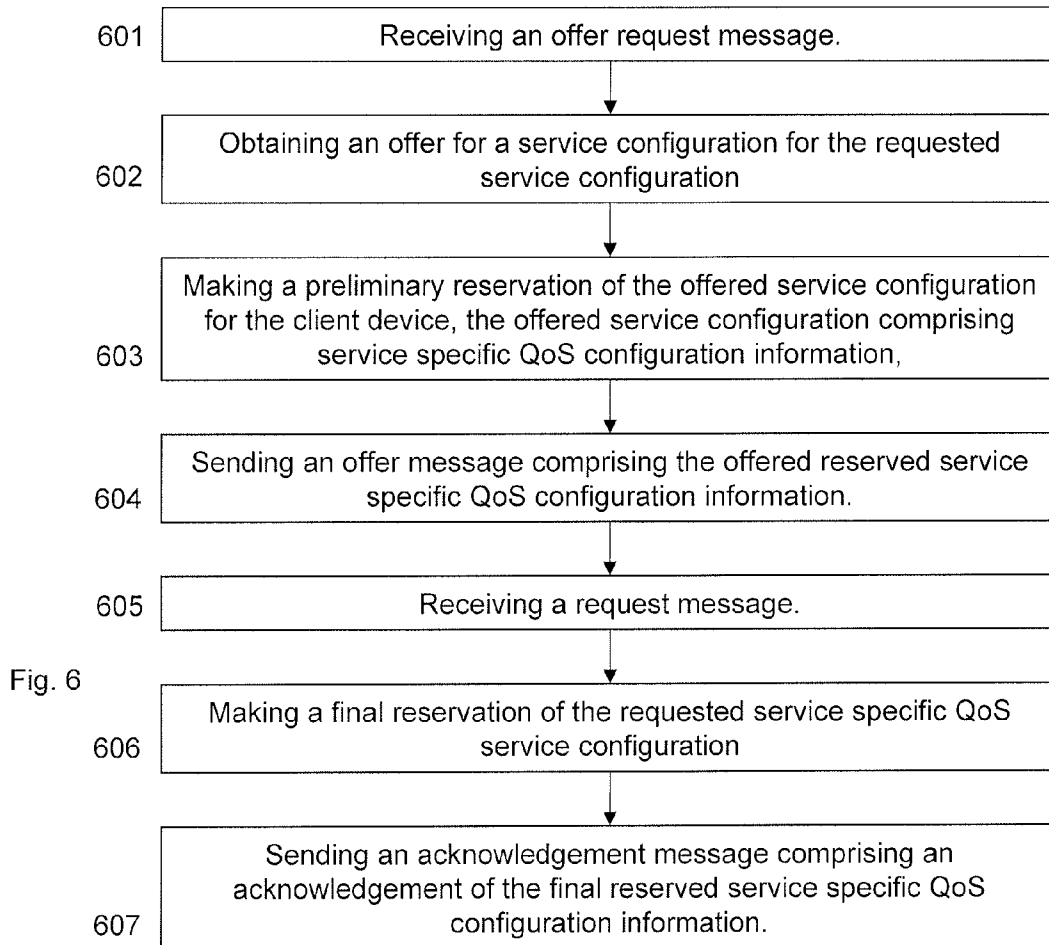 601
Receiving an offer request message.
Obtaining an offer for a service configuration for the requested
602
service configuration
Making a preliminary reservation of the offered service configuration
for the client device, the offered service configuration comprising
603
service specific QoS configuration information,
Sending an offer message comprising the offered reserved service
604
specific QoS configuration information.
605
Receiving a request message.
Fig. 6
Making a final reservation of the requested service specific QoS
606
service configuration
Sending an acknowledgement message comprising an
acknowledgement of the final reserved service specific QoS
607
configuration information.